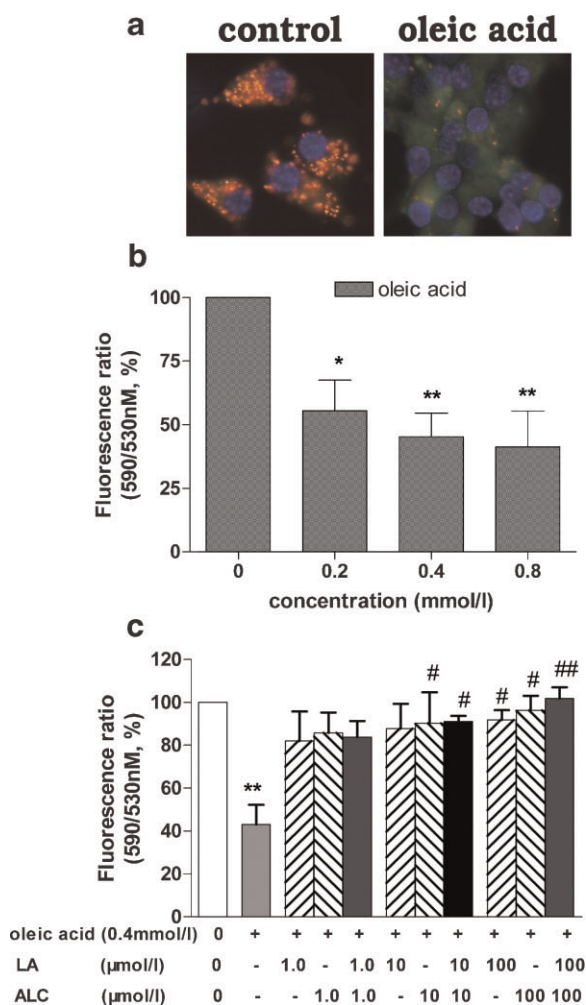 a
control oleic acid
b
oleic acid
Fluorescence ratio
(590/530nM, %)
100
75
50
25
0
*
**
**
0 0.2 0.4 0.8
concentration (mmol/l)
c
Fluorescence ratio
(590/530nM, %)
120
100
80
60
40
20
0
**
#
#
#
#
##
oleic acid (0.4mmol/l) 0 + + + + + + + + + +
LA (μmol/l) 0 - 1.0 - 1.0 10 - 10 100 - 100
ALC (μmol/l) 0 - - 1.0 1.0 - 10 10 - 100 100